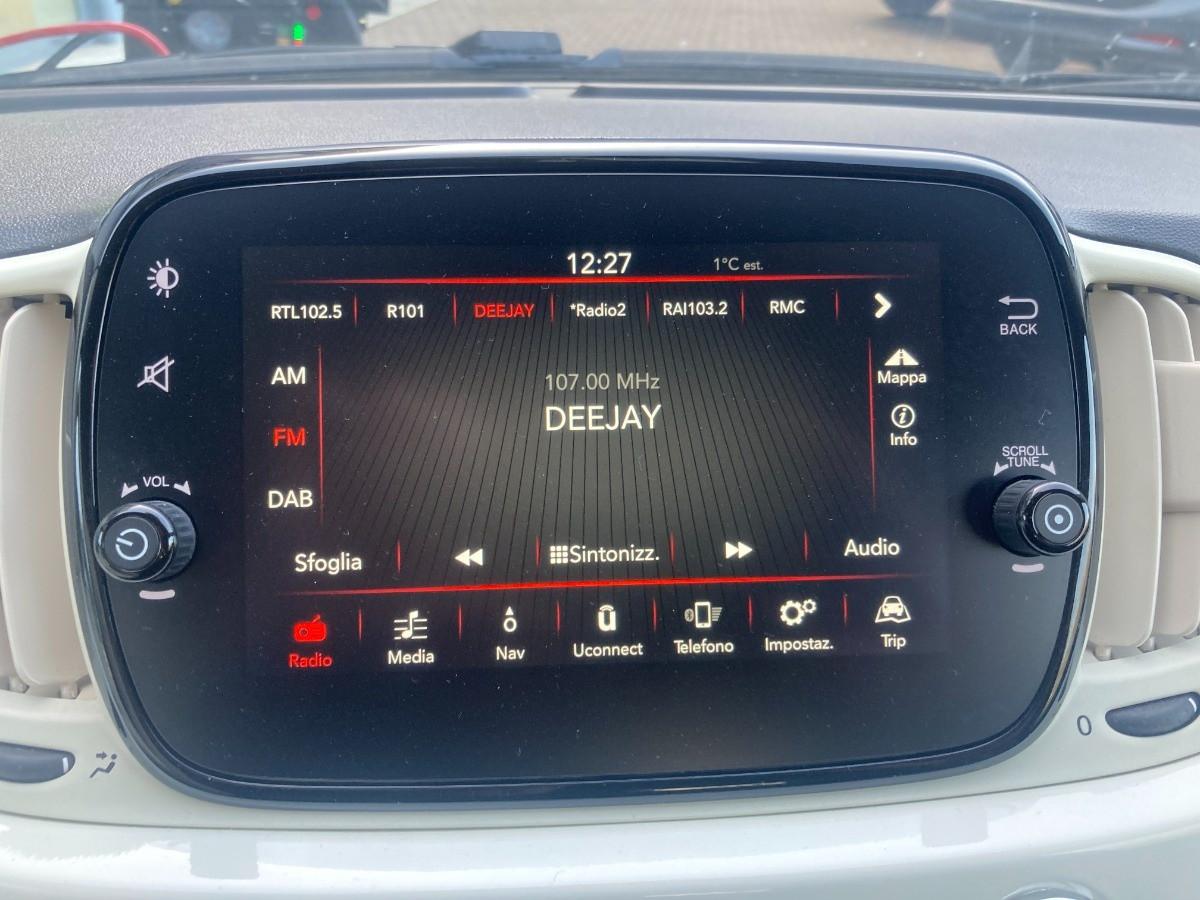 12:27 1°C est.
RTL102.5 R101 DEEJAY *Radio2 RAI103.2 RMC
BACK
AM
Mappa
107.00 MHz
DEEJAY
FM
Info
SCROLL
TUNE
VOL
DAB
Sfoglia Sintonizz. Audio
Radio Media Nav Uconnect Telefono Impostaz. Trip
0